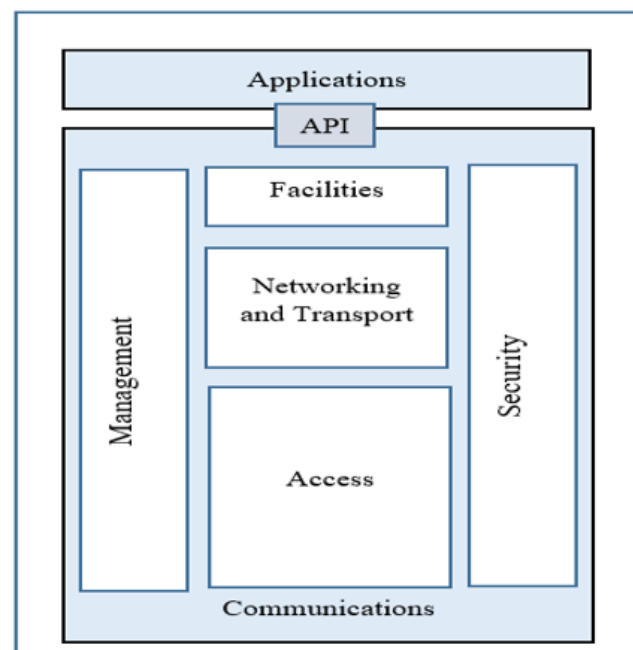 Applications
API
Facilities
Networking
and Transport
Management
Security
Access
Communications